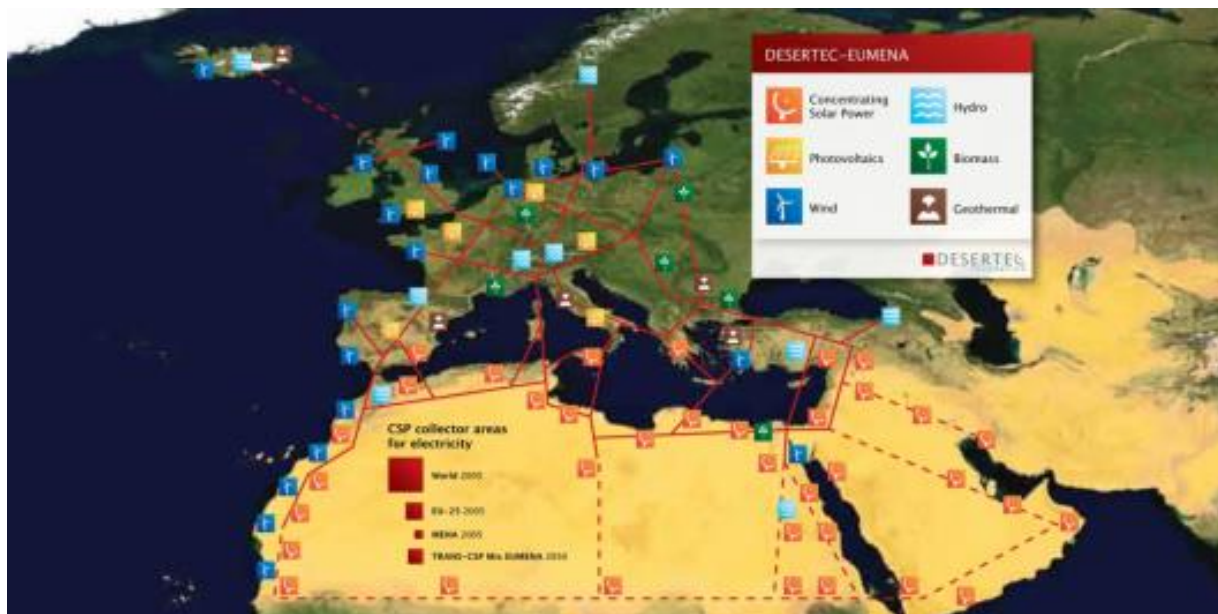 DESERTEC-EUMENA
Concentrating
Solar Power
Hydro
Photovoltaics
Biomass
Wind
Geothermal
DESERTEC
CSP collector areas
for electricity
World 2005
EU-25 2005
MENA 2005
TRANS-CSP Mix EUMENA 2050